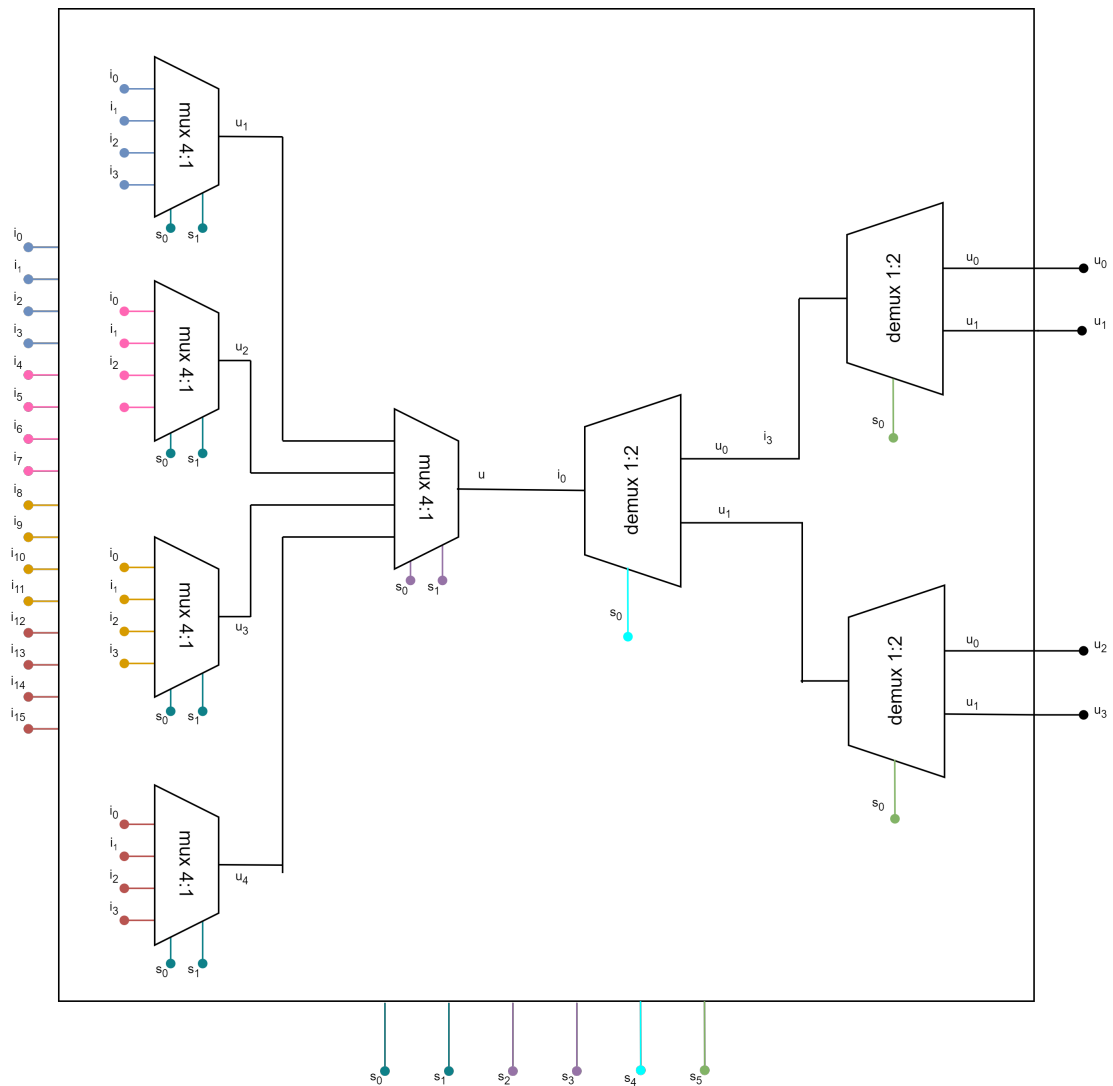 i0
i1
i2
i3
mux 4:1
u1
s0
s1
i0
i1
i2
i3
i4
i5
i6
i7
i8
i9
i10
i11
i12
i13
i14
i15
i0
i1
i2
mux 4:1
u2
s0
s1
i0
i1
i2
i3
mux 4:1
u3
s0
s1
i0
i1
i2
i3
mux 4:1
u4
s0
s1
mux 4:1
s0
s1
u
i0
demux 1:2
s0
u0
i3
u1
demux 1:2
s0
u0
u1
u0
u1
demux 1:2
s0
u0
u1
u2
u3
s0
s1
s2
s3
s4
s5